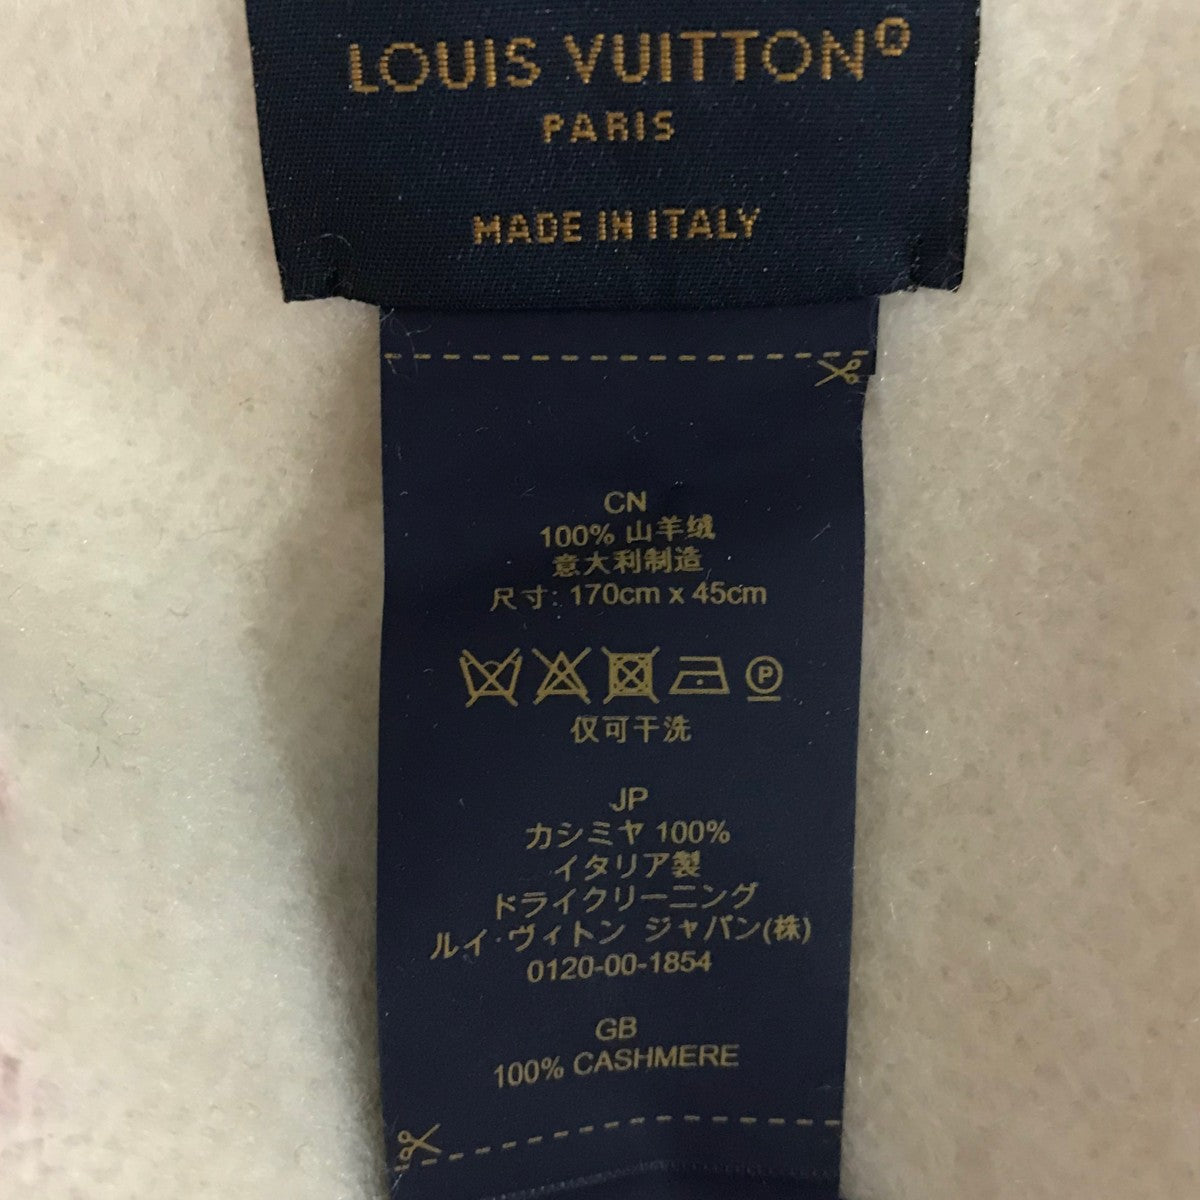 LOUIS VUITTON®
PARIS
MADE IN ITALY
CN
100% 山羊绒
意大利制造
尺寸: 170cm x 45cm
P
仅可干洗
JP
カシミヤ 100%
イタリア製
ドライクリーニング
ルイ·ヴィトン ジャパン(株)
0120-00-1854
GB
100% CASHMERE